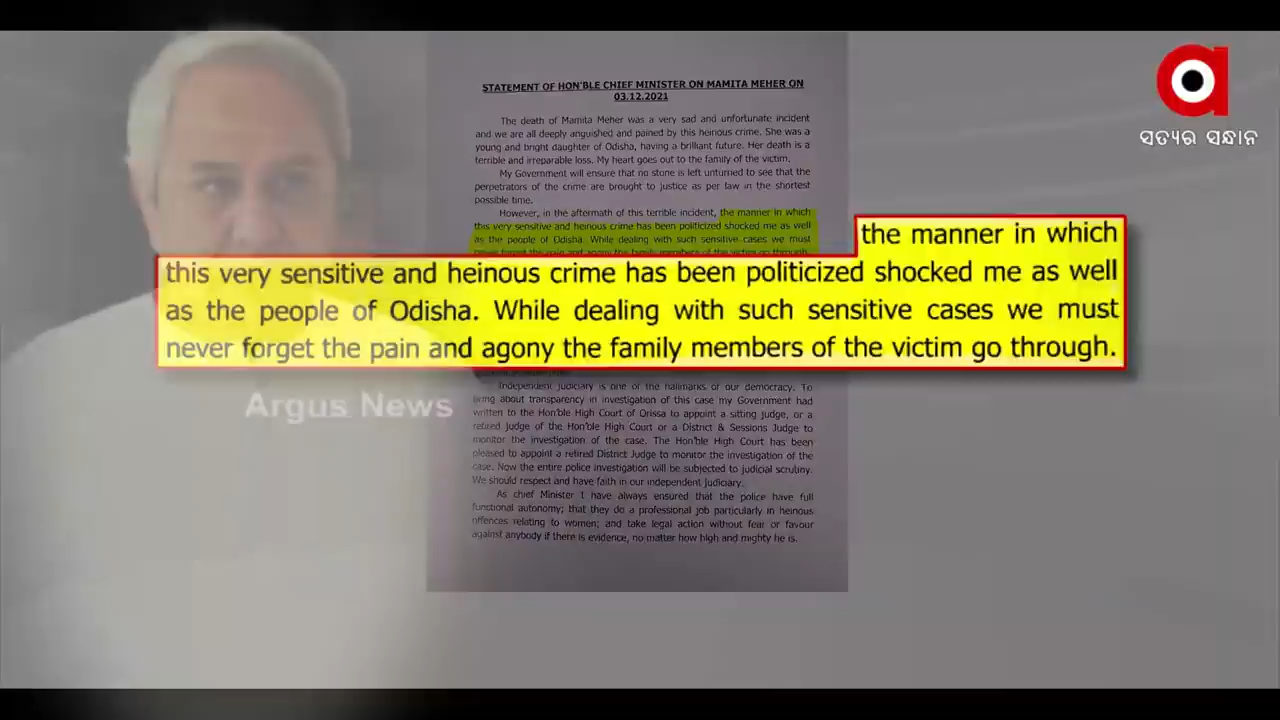 ସତ୍ୟର ସନ୍ଧାନ
STATEMENT OF HON'BLE CHIEF MINISTER ON MAMITA MEHER ON
03.12.2021
The death of Mamita Meher was a very sad and unfortunate incident
and we are all deeply anguished and pained by this heinous crime. She was a
young and bright daughter of Odisha, having a brilliant future. Her death is a
terrible and irreparable loss. My heart goes out to the family of the victim.
My Government will ensure that no stone is left unturned to see that the
perpetrators of the crime are brought to justice as per law in the shortest
possible time.
However, in the aftermath of this terrible incident, the manner in which
this very sensitive and heinous crime has been politicized shocked me as well
as the people of Odisha. While dealing with such sensitive cases we must
never forget the pain and agony the family members of the victim go through.
the manner in which
this very sensitive and heinous crime has been politicized shocked me as well
as the people of Odisha. While dealing with such sensitive cases we must
never forget the pain and agony the family members of the victim go through.
Independent judiciary is one of the hallmarks of our democracy. To
bring about transparency in investigation of this case my Government had
written to the Hon'ble High Court of Orissa to appoint a sitting judge, or a
retired judge of the Hon'ble High Court or a District & Sessions Judge to
monitor the investigation of the case. The Hon'ble High Court has been
pleased to appoint a retired District Judge to monitor the investigation of the
case. Now the entire police investigation will be subjected to judicial scrutiny.
We should respect and have faith in our independent judiciary.
As chief Minister I have always ensured that the police have full
functional autonomy; that they do a professional job particularly in heinous
offences relating to women; and take legal action without fear or favour
against anybody if there is evidence, no matter how high and mighty he is.
Argus News